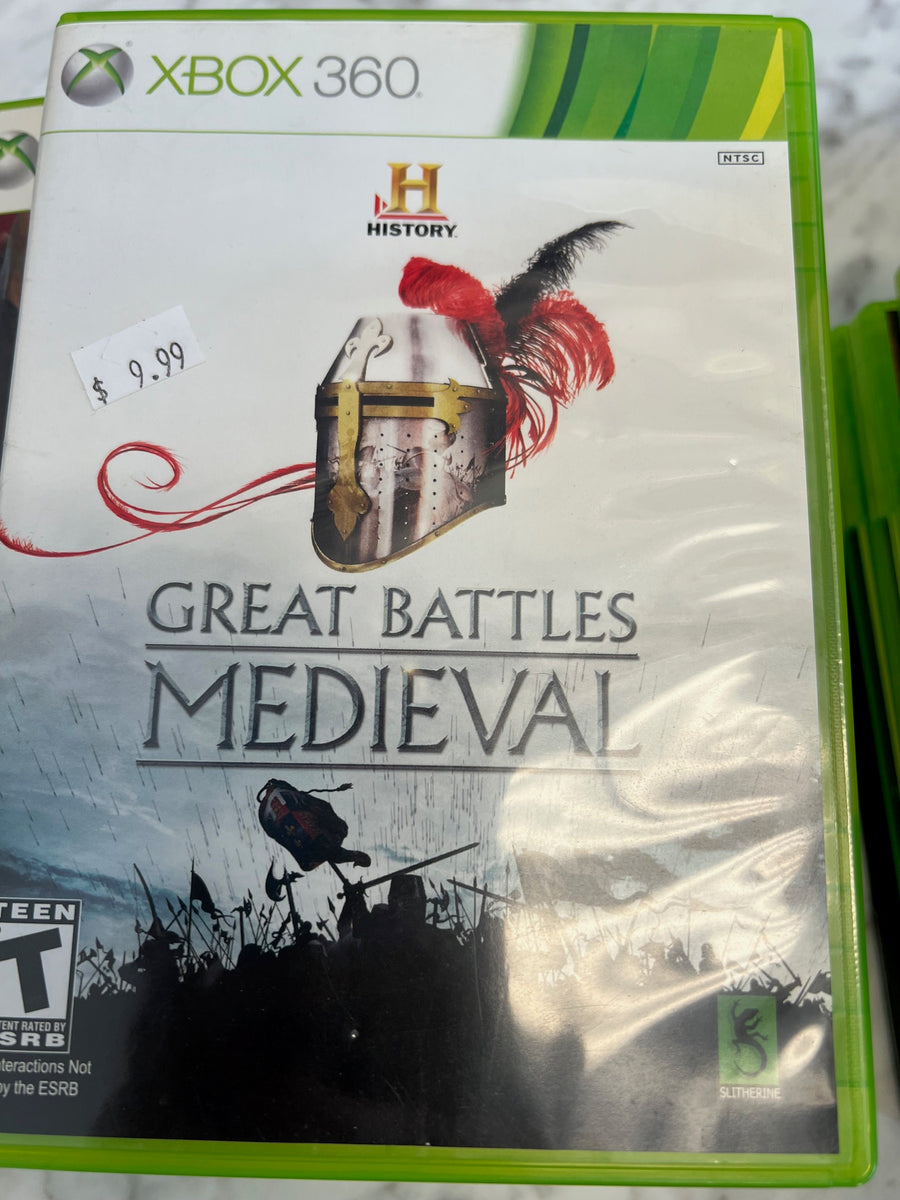 XBOX 360
NTSC
H
HISTORY
$ 9.99
GREAT BATTLES
MEDIEVAL
TEEN
T
TENT RATED BY
SRB
teractions Not
by the ESRB
SLITHERINE